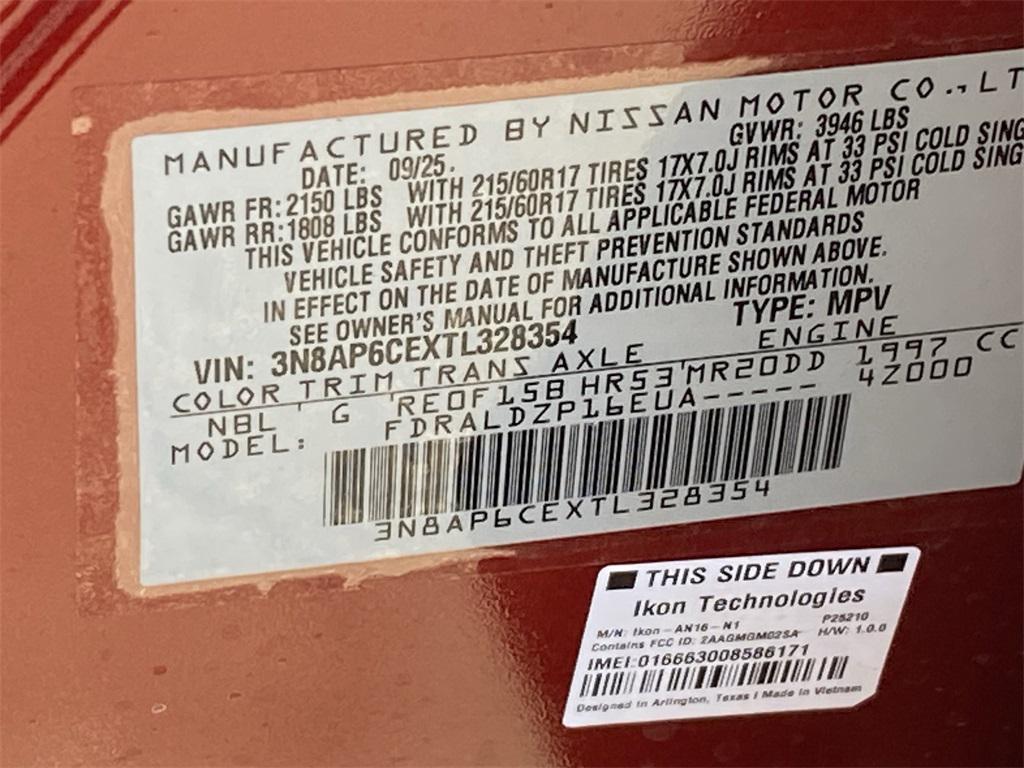 MANUFACTURED BY NISSAN MOTOR CO., LT
DATE: 09/25. GVWR: 3946 LBS
GAWR FR: 2150 LBS WITH 215/60R17 TIRES 17X7.0J RIMS AT 33 PSI COLD SING
GAWR RR: 1808 LBS WITH 215/60R17 TIRES 17X7.0J RIMS AT 33 PSI COLD SING
THIS VEHICLE CONFORMS TO ALL APPLICABLE FEDERAL MOTOR
VEHICLE SAFETY AND THEFT PREVENTION STANDARDS
IN EFFECT ON THE DATE OF MANUFACTURE SHOWN ABOVE.
SEE OWNER'S MANUAL FOR ADDITIONAL INFORMATION.
VIN: 3N8AP6CEXTL328354 TYPE: MPV
COLOR TRIM TRANS AXLE ENGINE
NBL G RE0F15B HR53 MR20DD 1997 CC
MODEL: FDRALDZP16EUA----- 4Z000
3N8AP6CEXTL328354
THIS SIDE DOWN
Ikon Technologies
M/N: Ikon-AN16-N1 P25210
Contains FCC ID: 2AAGMGM02SA H/W: 1.0.0
IMEI:016663008586171
Designed in Arlington, Texas | Made in Vietnam